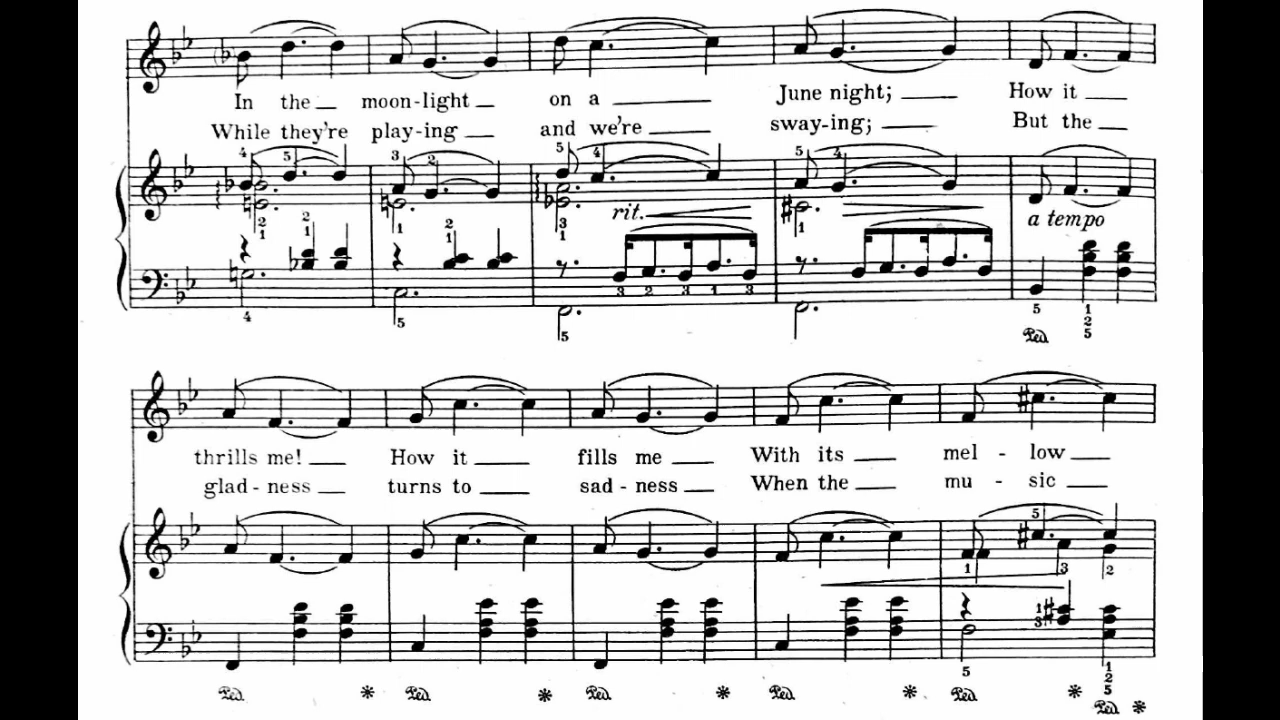 In the moon-light on a June night; How it
While they're play-ing and we're sway-ing; But the
rit.
a tempo
thrills me! How it fills me With its mel - low
glad - ness turns to sad - ness When the mu - sic